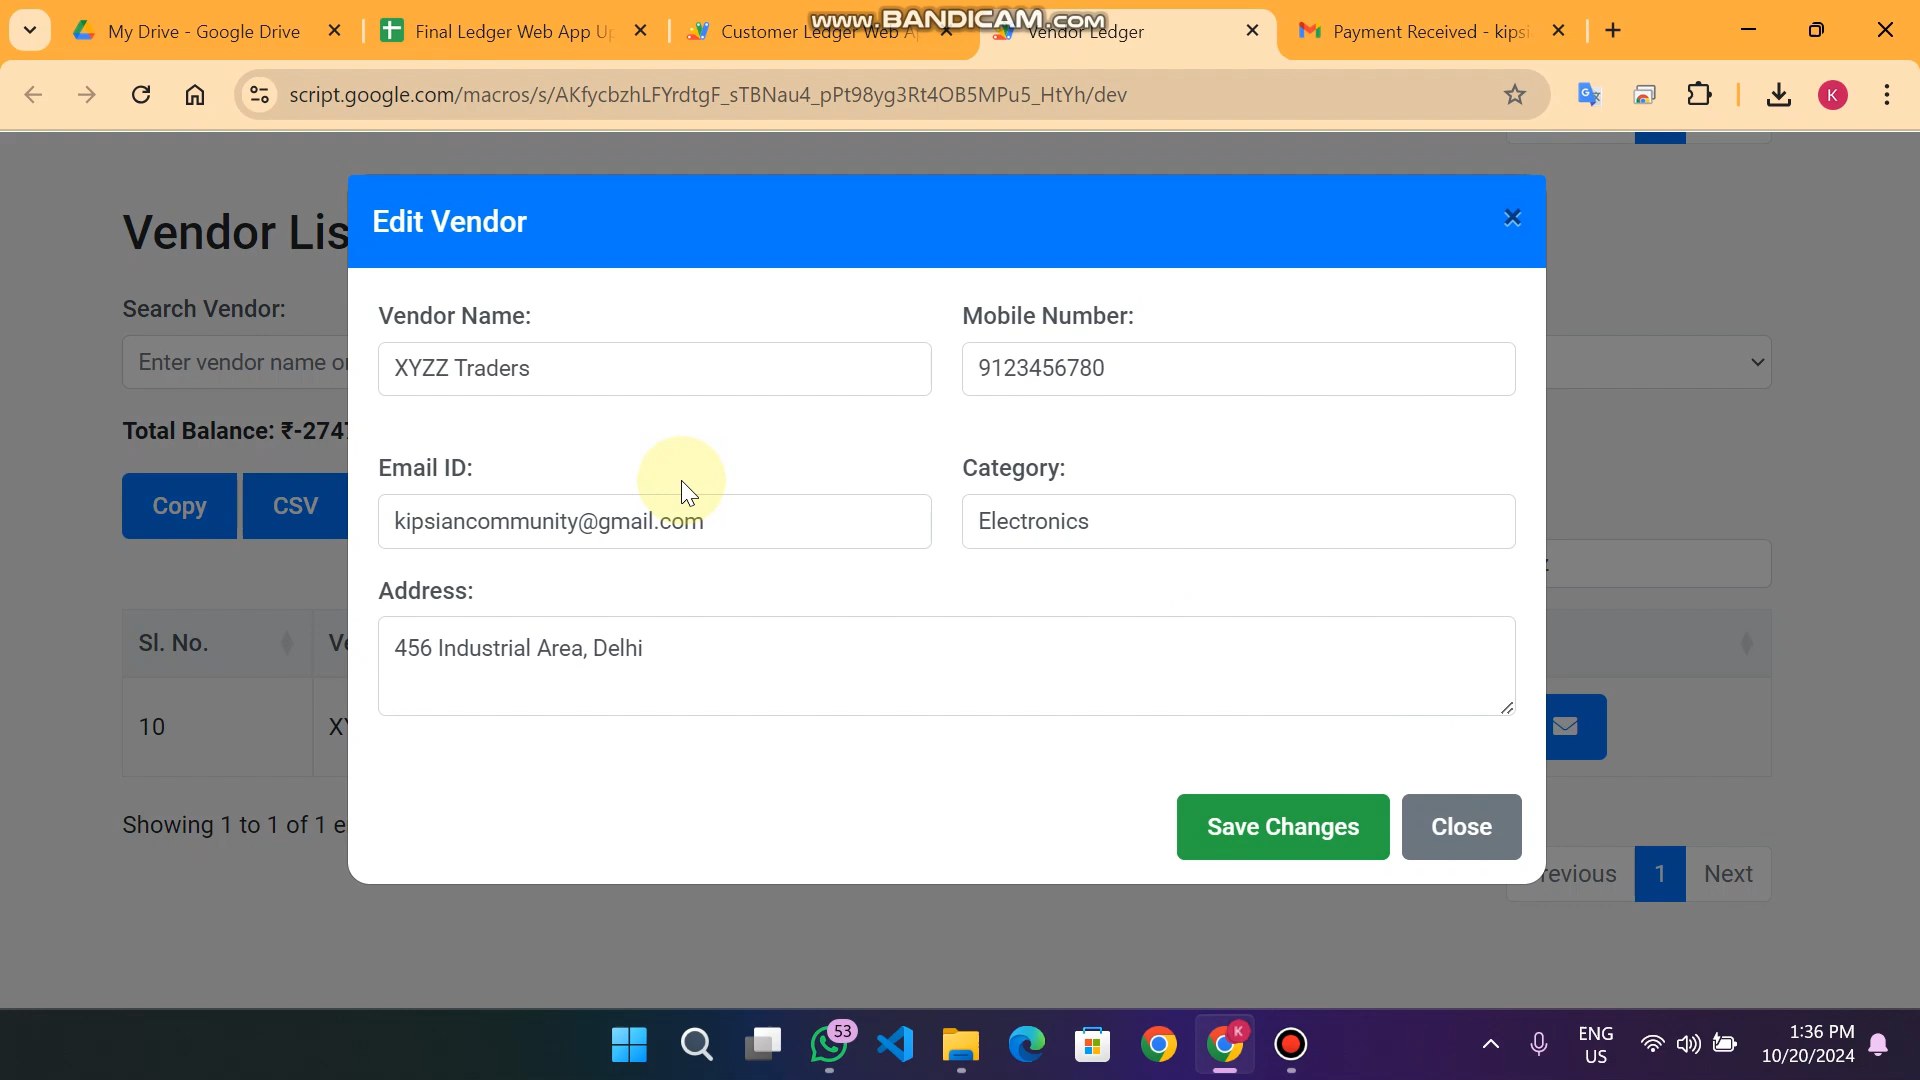 www.BANDICAM.com
My Drive - Google Drive
Final Ledger Web App Up
Customer Ledger Web A
Vendor Ledger
Payment Received - kipsi
script.google.com/macros/s/AKfycbzhLFYrdtgF_sTBNau4_pPt98yg3Rt4OB5MPu5_HtYh/dev
K
Edit Vendor
Vendor Lis
Vendor Name:
Mobile Number:
Search Vendor:
Enter vendor name or
XYZZ Traders
9123456780
Total Balance: ₹-2747
Email ID:
Category:
Copy
CSV
kipsiancommunity@gmail.com
Electronics
Address:
Sl. No.
456 Industrial Area, Delhi
10
Showing 1 to 1 of 1 e
Save Changes
Close
revious
1
Next
53
K
ENG
US
1:36 PM
10/20/2024